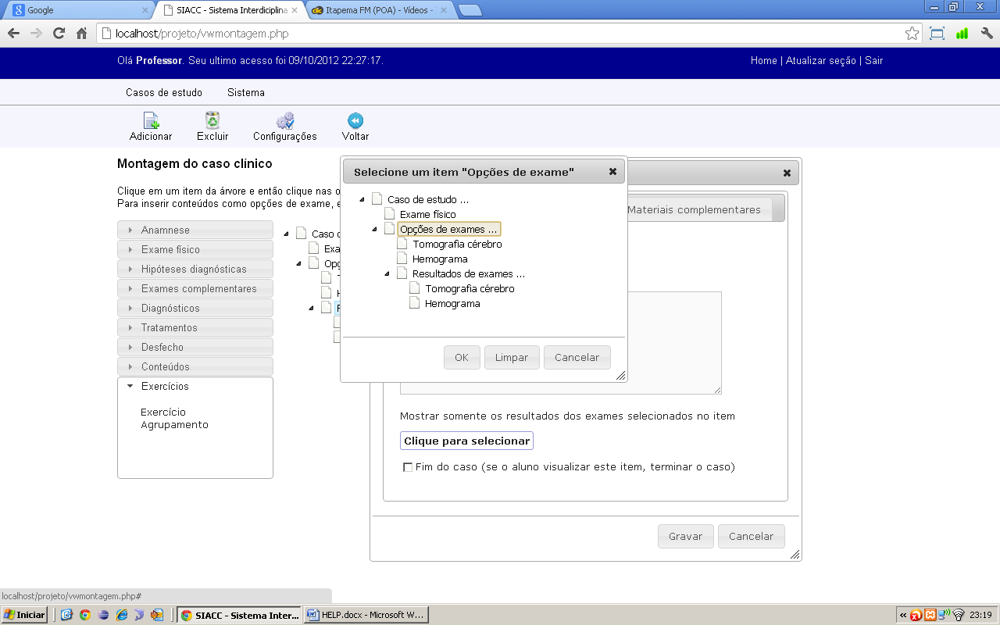 Google
SIACC - Sistema Interdiciplina
Itapema FM (POA) - Vídeos -
localhost/projeto/vwmontagem.php
Olá Professor. Seu ultimo acesso foi 09/10/2012 22:27:17.
Home | Atualizar seção | Sair
Casos de estudo
Sistema
Adicionar
Excluir
Configurações
Voltar
Montagem do caso clínico
Clique em um item da árvore e então clique nas o
Para inserir conteúdos como opções de exame, e
Anamnese
Exame físico
Hipóteses diagnósticas
Exames complementares
Diagnósticos
Tratamentos
Desfecho
Conteúdos
Exercícios
Exercício
Agrupamento
Caso
Exa
Opç
Selecione um item "Opções de exame"
Caso de estudo ...
Exame físico
Opções de exames ...
Tomografia cérebro
Hemograma
Resultados de exames ...
Tomografia cérebro
Hemograma
OK
Limpar
Cancelar
Materiais complementares
Mostrar somente os resultados dos exames selecionados no item
Clique para selecionar
Fim do caso (se o aluno visualizar este item, terminar o caso)
Gravar
Cancelar
localhost/projeto/vwmontagem.php#
Iniciar
SIACC - Sistema Inter...
HELP.docx - Microsoft W...
23:19